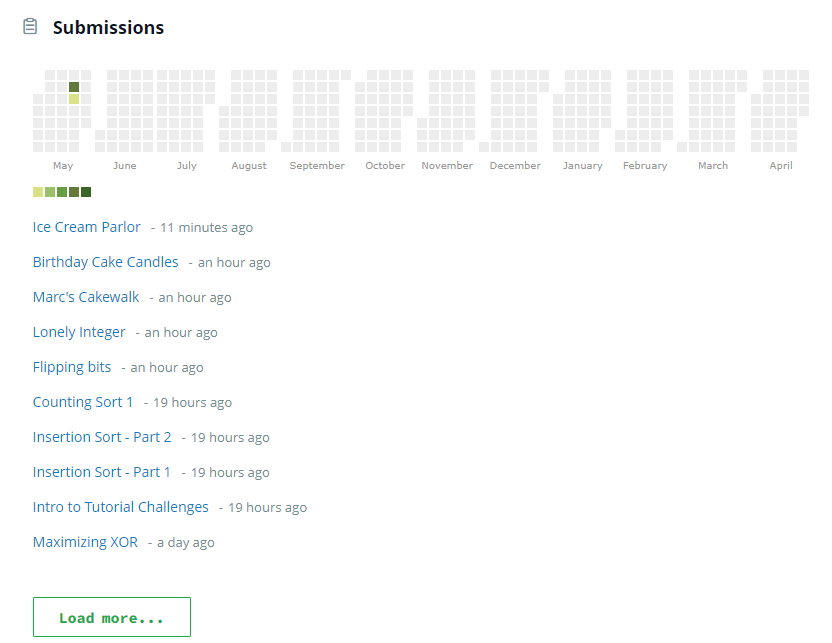 Submissions
May June July August September October November December January February March April
Ice Cream Parlor - 11 minutes ago
Birthday Cake Candles - an hour ago
Marc's Cakewalk - an hour ago
Lonely Integer - an hour ago
Flipping bits - an hour ago
Counting Sort 1 - 19 hours ago
Insertion Sort - Part 2 - 19 hours ago
Insertion Sort - Part 1 - 19 hours ago
Intro to Tutorial Challenges - 19 hours ago
Maximizing XOR - a day ago
Load more...